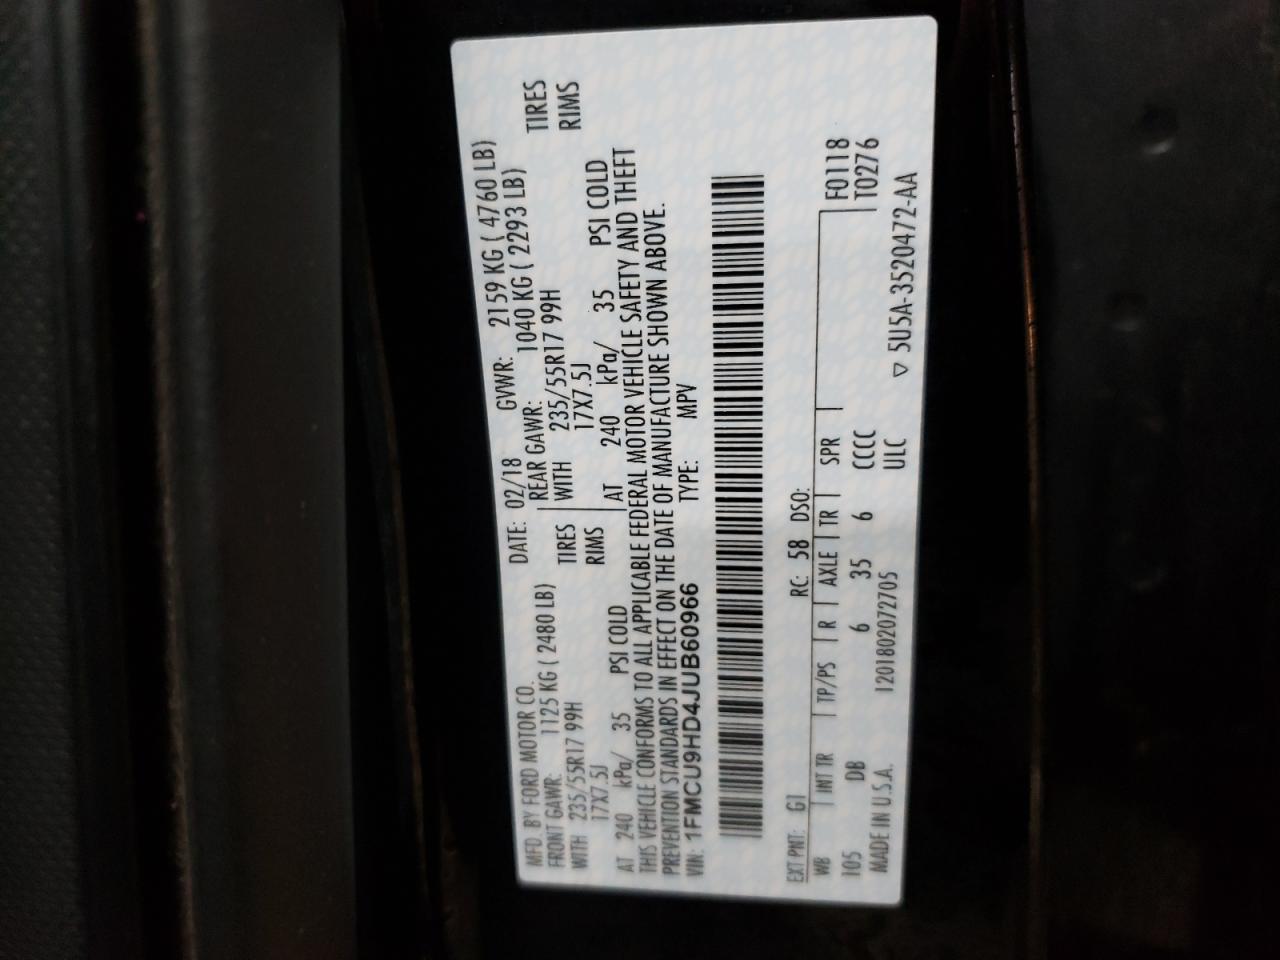 MFD. BY FORD MOTOR CO.
DATE: 02/18 GVWR: 2159 KG ( 4760 LB)
FRONT GAWR: 1125 KG ( 2480 LB) REAR GAWR: 1040 KG ( 2293 LB)
WITH 235/55R17 99H TIRES WITH 235/55R17 99H TIRES
17X7.5J RIMS 17X7.5J RIMS
AT 240 kPa/ 35 PSI COLD AT 240 kPa/ 35 PSI COLD
THIS VEHICLE CONFORMS TO ALL APPLICABLE FEDERAL MOTOR VEHICLE SAFETY AND THEFT
PREVENTION STANDARDS IN EFFECT ON THE DATE OF MANUFACTURE SHOWN ABOVE.
VIN: 1FMCU9HD4JUB60966 TYPE: MPV
EXT PNT: G1 RC: 58 DSO:
WB INT TR TP/PS R AXLE TR SPR F0118
105 DB 6 35 6 CCCC T0276
MADE IN U.S.A. 1201802072705 ULC
▽ 5U5A-3520472-AA